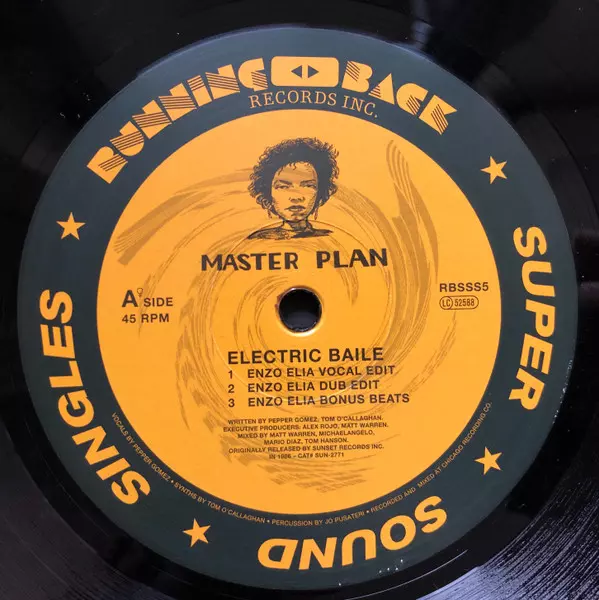 RUNNING BACK
RECORDS INC.
MASTER PLAN
A SIDE
45 RPM
RBSSS5
LC 52568
ELECTRIC BAILE
1 ENZO ELIA VOCAL EDIT
2 ENZO ELIA DUB EDIT
3 ENZO ELIA BONUS BEATS
WRITTEN BY PEPPER GOMEZ, TOM O'CALLAGHAN.
EXECUTIVE PRODUCERS: ALEX ROJO, MATT WARREN.
MIXED BY MATT WARREN, MICHAELANGELO,
MARIO DIAZ, TOM HANSON.
ORIGINALLY RELEASED BY SUNSET RECORDS INC.
IN 1986 - CAT# SUN-2771
VOCALS BY PEPPER GOMEZ • SYNTHS BY TOM O'CALLAGHAN • PERCUSSION BY JO PUSATERI • RECORDED AND MIXED AT CHICAGO RECORDING CO.
SUPER
SOUND
SINGLES